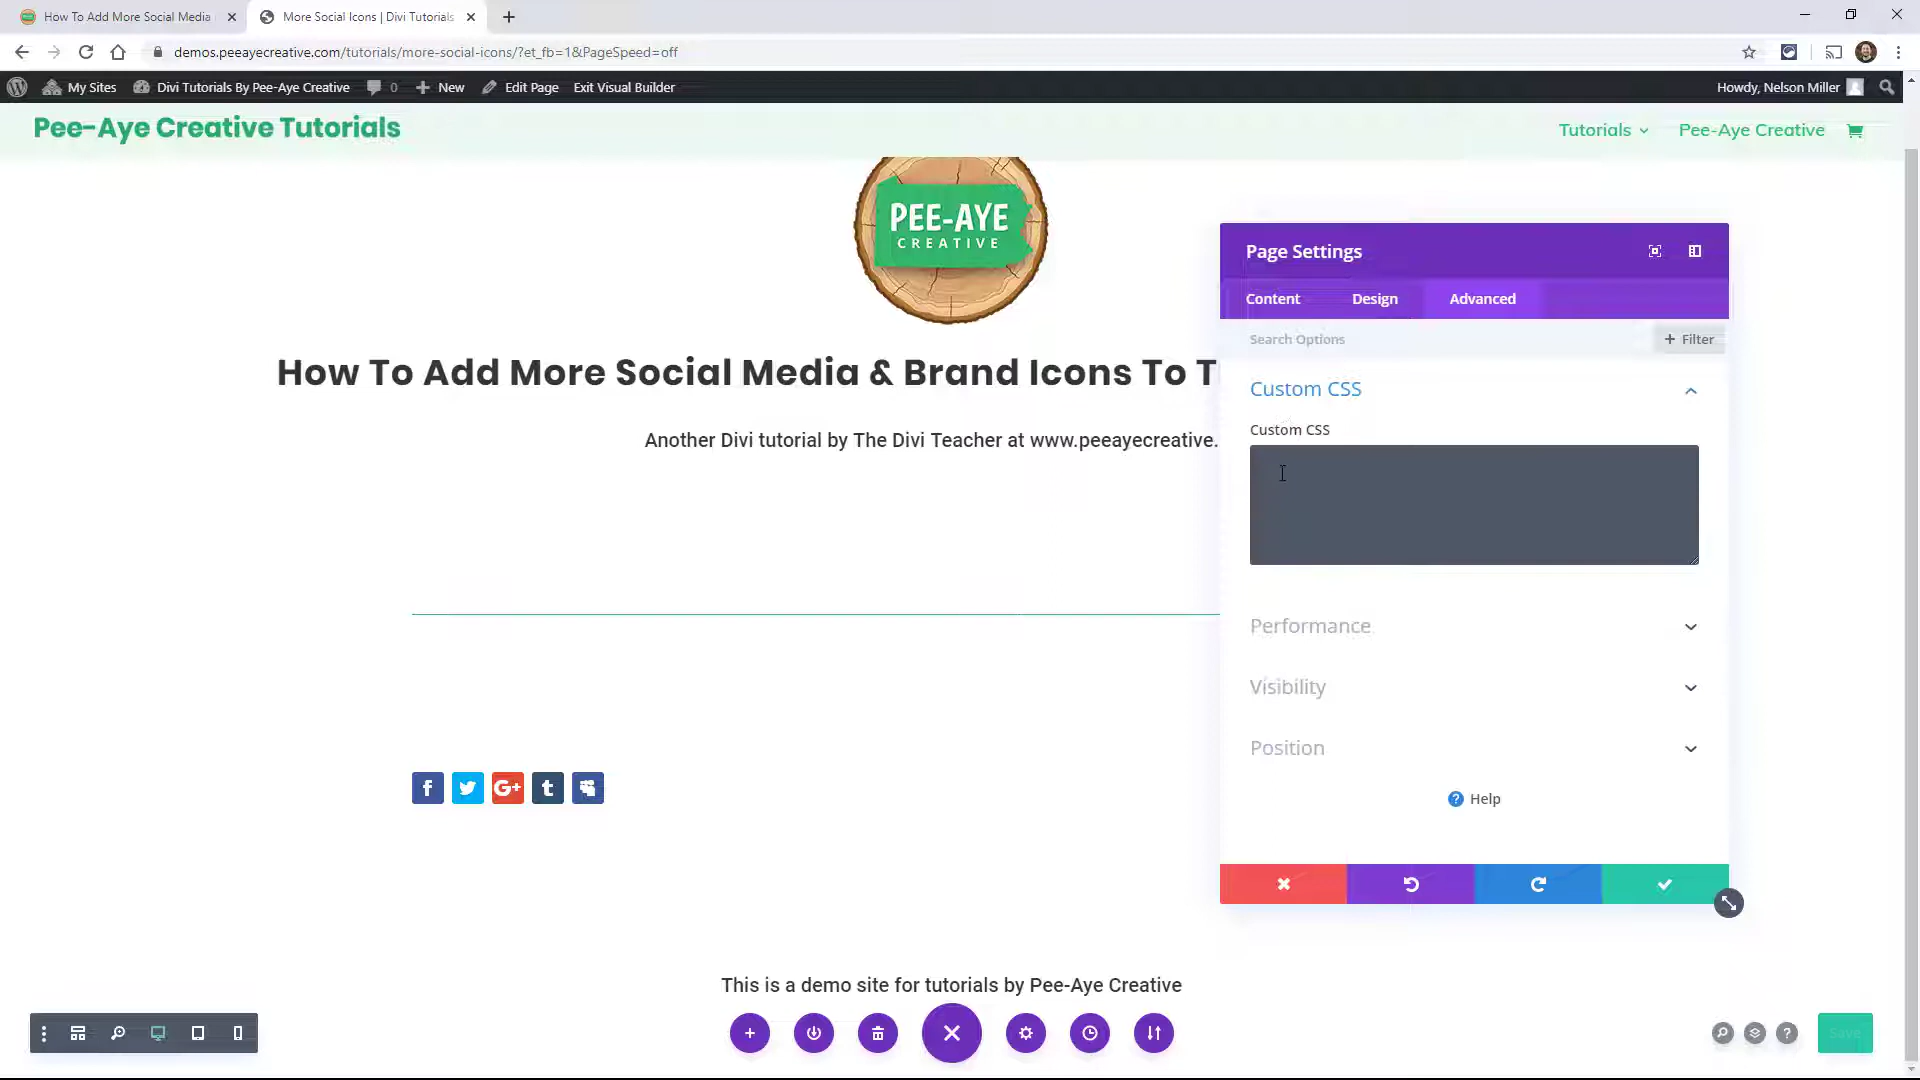 How To Add More Social Media
More Social Icons | Divi Tutorials
demos.peeayecreative.com/tutorials/more-social-icons/?et_fb=1&PageSpeed=off
My Sites
Divi Tutorials By Pee-Aye Creative
0
New
Edit Page
Exit Visual Builder
Howdy, Nelson Miller
Pee-Aye Creative Tutorials
Tutorials
Pee-Aye Creative
PEE-AYE
CREATIVE
How To Add More Social Media & Brand Icons To T
Another Divi tutorial by The Divi Teacher at www.peeayecreative.
Page Settings
Content
Design
Advanced
Search Options
+ Filter
Custom CSS
Custom CSS
Performance
Visibility
Position
? Help
f
G+
t
This is a demo site for tutorials by Pee-Aye Creative
Save